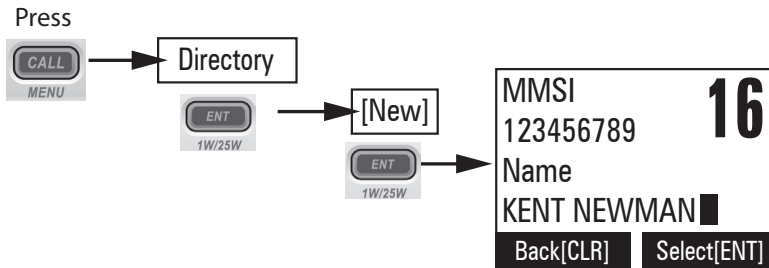 Press
CALL
MENU
Directory
ENT
1W/25W
[New]
ENT
1W/25W
MMSI
16
123456789
Name
KENT NEWMAN
Back[CLR]
Select[ENT]